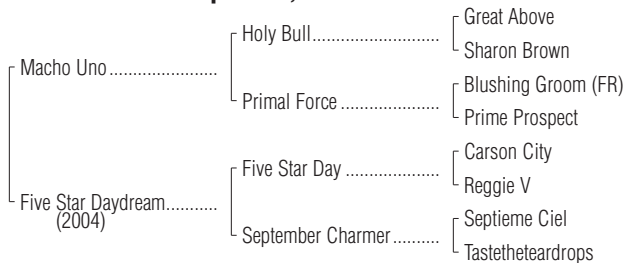 Great Above
Holy Bull
Sharon Brown
Macho Uno
Blushing Groom (FR)
Primal Force
Prime Prospect
Carson City
Five Star Day
Reggie V
Five Star Daydream
(2004)
Septieme Ciel
September Charmer
Tastetheteardrops